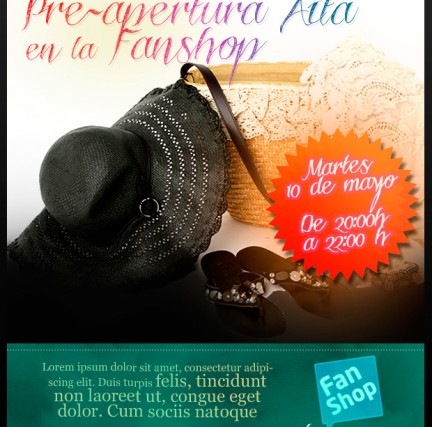 Pre-apertura Aita
en la Fanshop
Martes
10 de mayo
De 20:00h
a 22:00 h
Lorem ipsum dolor sit amet, consectetur adipi-
scing elit. Duis turpis felis, tincidunt
non laoreet ut, congue eget
dolor. Cum sociis natoque
Fan
Shop